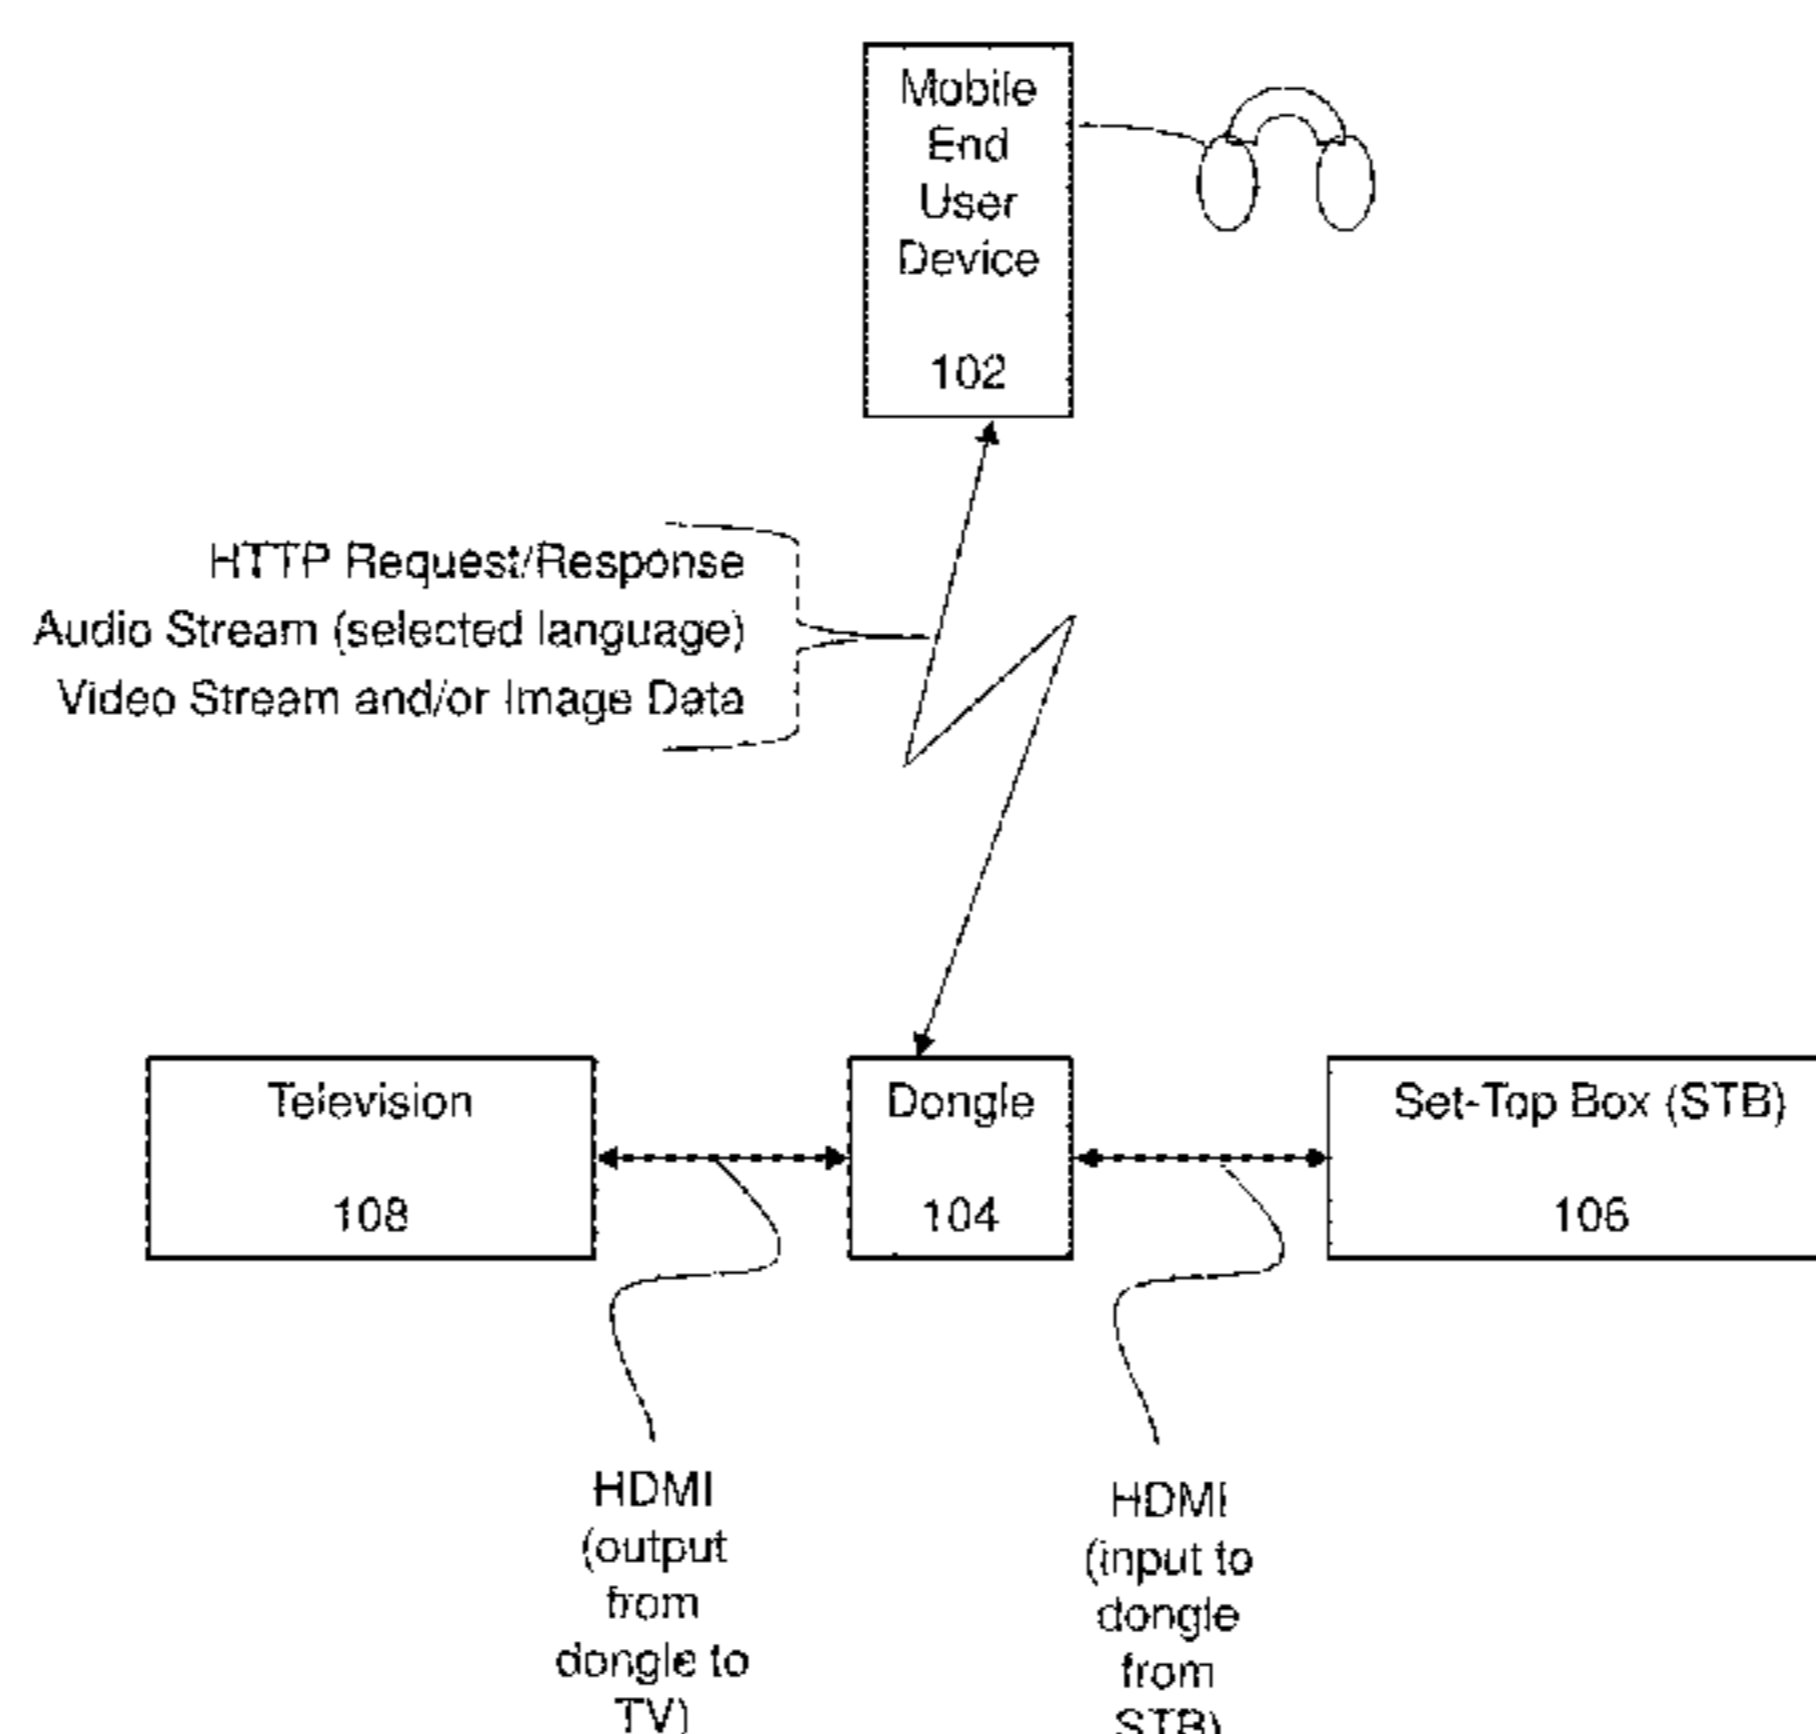 Mobile
End
User
Device
102
HTTP Request/Response
Audio Stream (selected language)
Video Stream and/or Image Data
Television
108
Dongle
104
Set-Top Box (STB)
106
HDMI
(output
from
dongle to
TV)
HDMI
(input to
dongle
from
STB)